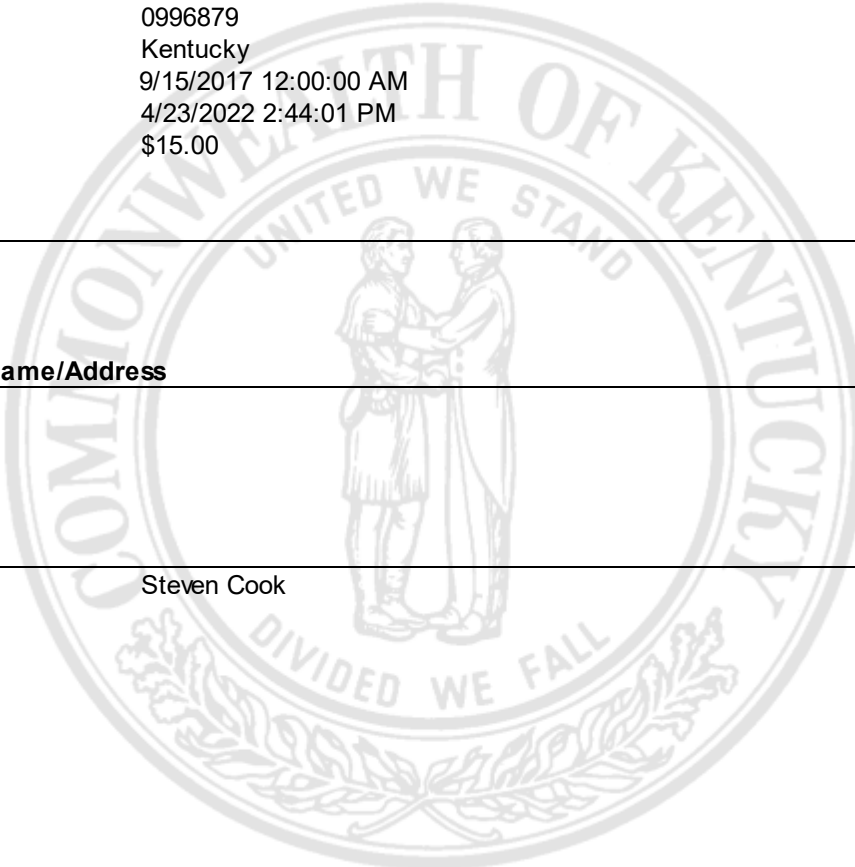 0996879
Kentucky
9/15/2017 12:00:00 AM
4/23/2022 2:44:01 PM
$15.00
COMMONWEALTH OF KENTUCKY
UNITED WE STAND
ame/Address
Steven Cook
DIVIDED WE FALL